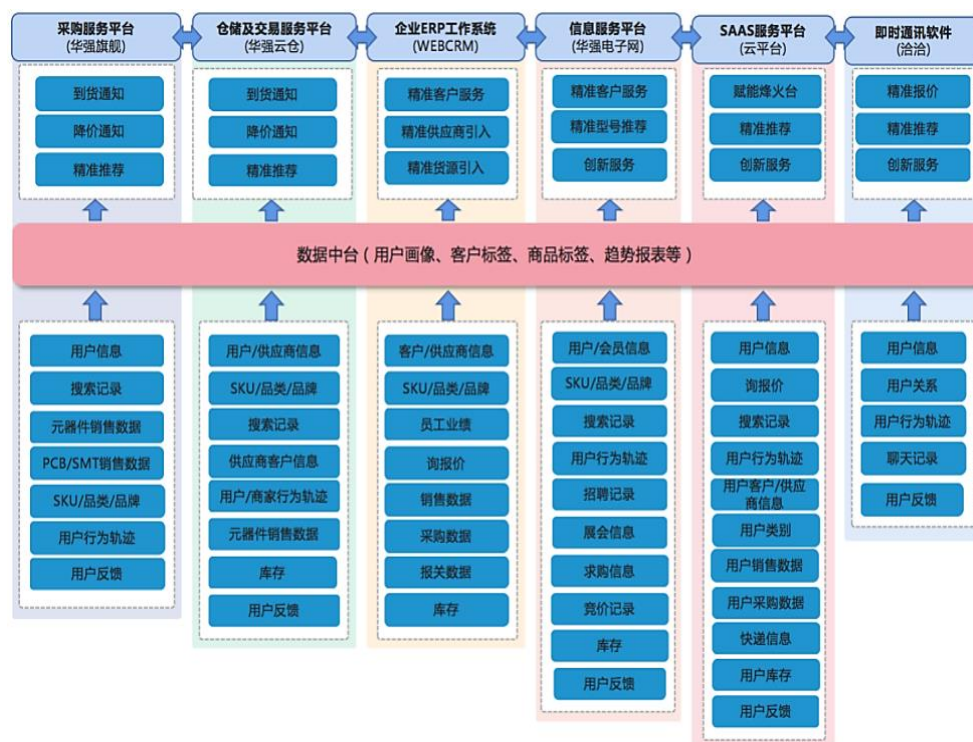 采购服务平台
(华强旗舰)
仓储及交易服务平台
(华强云仓)
企业ERP工作系统
(WEBCRM)
信息服务平台
(华强电子网)
SAAS服务平台
(云平台)
即时通讯软件
(洽洽)
到货通知
降价通知
精准推荐
到货通知
降价通知
精准推荐
精准客户服务
精准供应商引入
精准货源引入
精准客户服务
精准型号推荐
创新服务
赋能烽火台
精准推荐
创新服务
精准报价
精准推荐
创新服务
数据中台(用户画像、客户标签、商品标签、趋势报表等)
用户信息
搜索记录
元器件销售数据
PCB/SMT销售数据
SKU/品类/品牌
用户行为轨迹
用户反馈
用户/供应商信息
SKU/品类/品牌
搜索记录
供应商客户信息
用户/商家行为轨迹
元器件销售数据
库存
用户反馈
客户/供应商信息
SKU/品类/品牌
员工业绩
询报价
销售数据
采购数据
报关数据
库存
用户/会员信息
SKU/品类/品牌
搜索记录
用户行为轨迹
招聘记录
展会信息
求购信息
竞价记录
库存
用户反馈
用户信息
询报价
搜索记录
用户行为轨迹
用户客户/供应
商信息
用户类别
用户销售数据
用户采购数据
快递信息
用户库存
用户反馈
用户信息
用户关系
用户行为轨迹
聊天记录
用户反馈